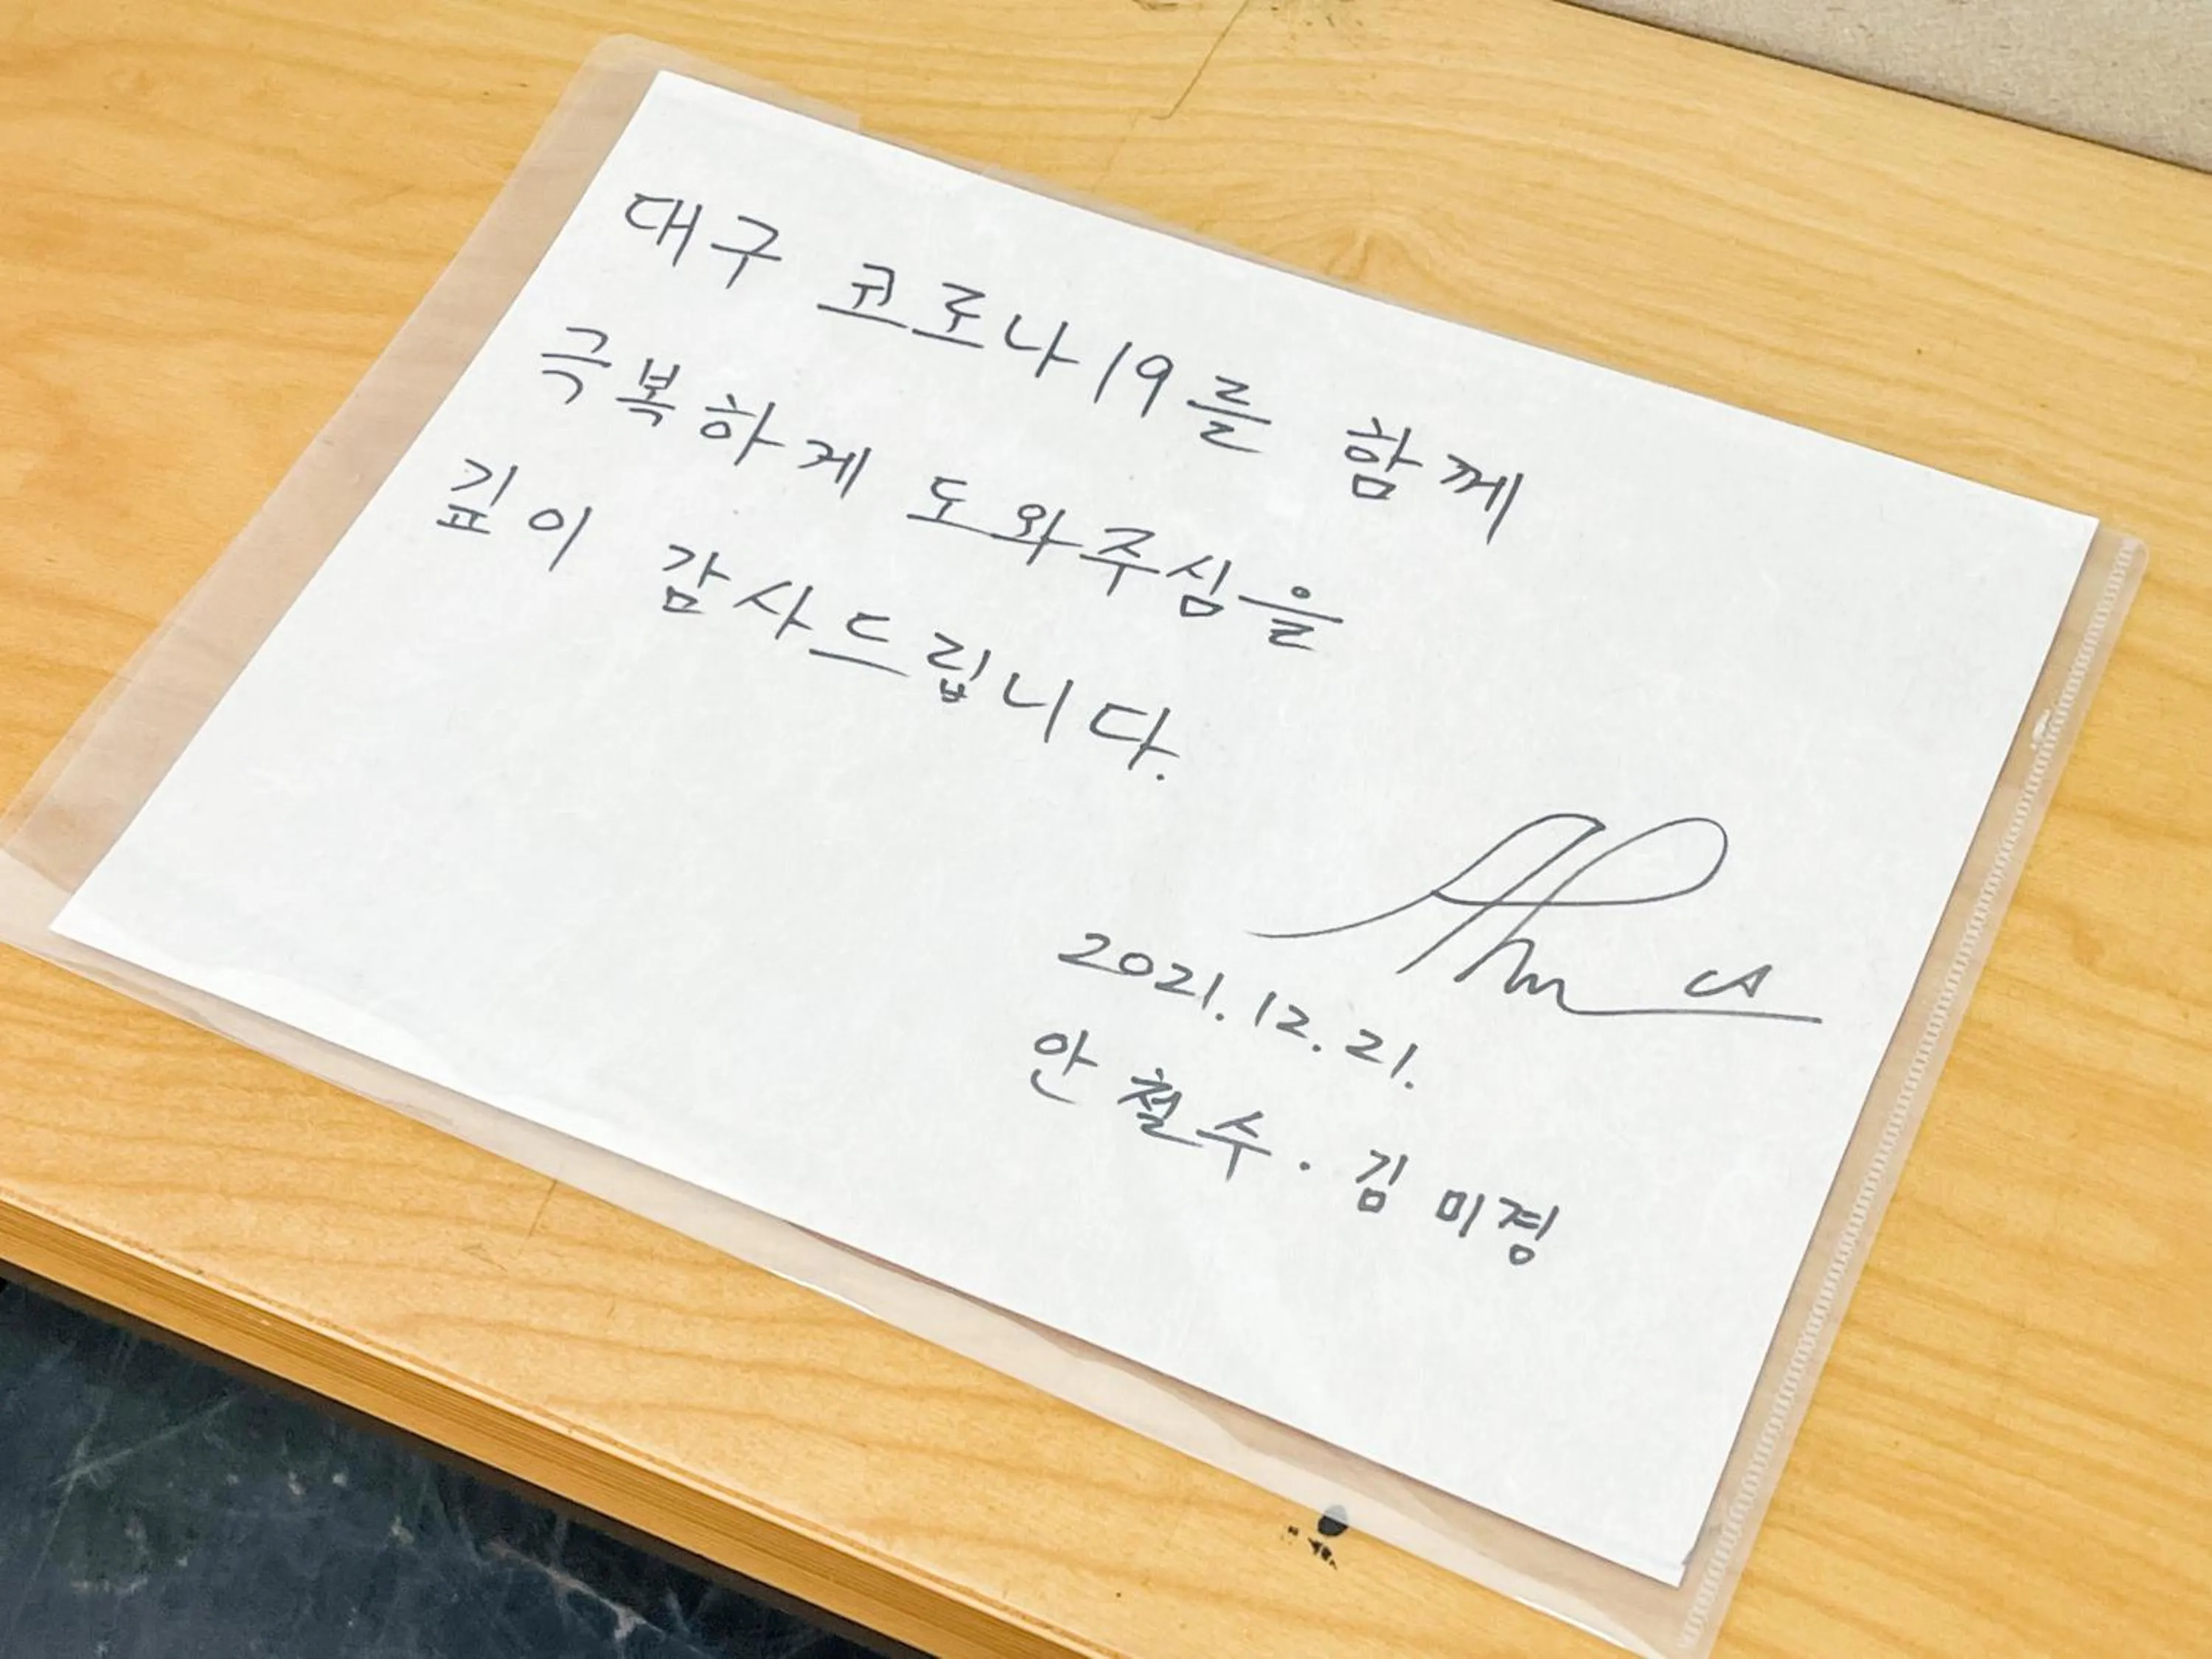 대구 코로나19를 함께
극복하게 도와주심을
깊이 감사드립니다.
2021.12.21.
안철수·김미경